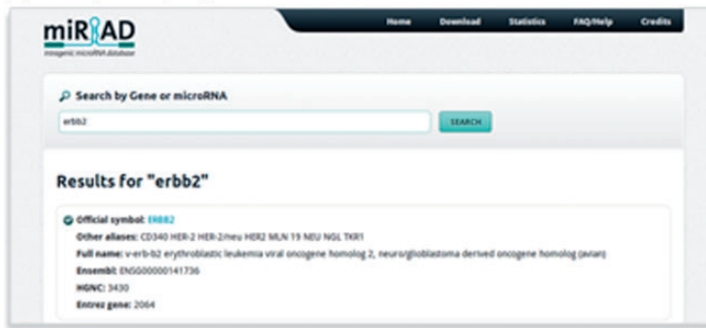 miRIAD
intragenic microRNA database
Home Download Statistics FAQ/Help Credits
Search by Gene or microRNA
erbb2
SEARCH
Results for "erbb2"
Official symbol: ERBB2
Other aliases: CD340 HER-2 HER-2/neu HER2 MLN 19 NEU NGL TKR1
Full name: v-erb-b2 erythroblastic leukemia viral oncogene homolog 2, neuro/glioblastoma derived oncogene homolog (avian)
Ensembl: ENSG00000141736
HGNC: 3430
Entrez gene: 2064